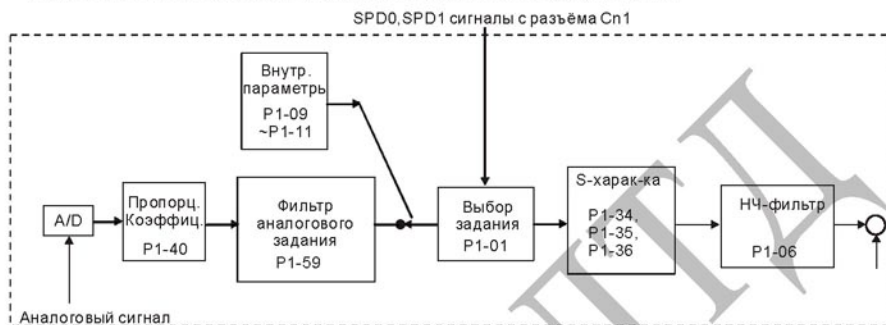 SPD0,SPD1 сигналы с разъёма Cn1
Внутр.
параметрь
P1-09
~P1-11
A/D
Пропорц.
Коэффиц.
P1-40
Фильтр
аналогового
задания
P1-59
Выбор
задания
P1-01
S-харак-ка
P1-34,
P1-35,
P1-36
НЧ-фильтр
P1-06
Аналоговый сигнал